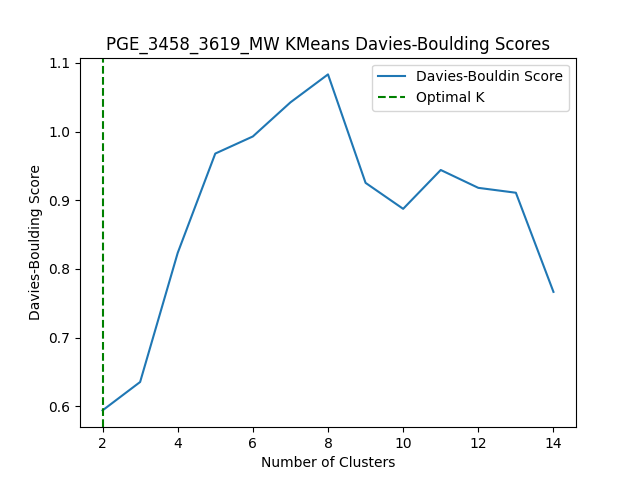 PGE_3458_3619_MW KMeans Davies-Boulding Scores
Davies-Bouldin Score
Optimal K
Davies-Boulding Score
1.1
1.0
0.9
0.8
0.7
0.6
2 4 6 8 10 12 14
Number of Clusters